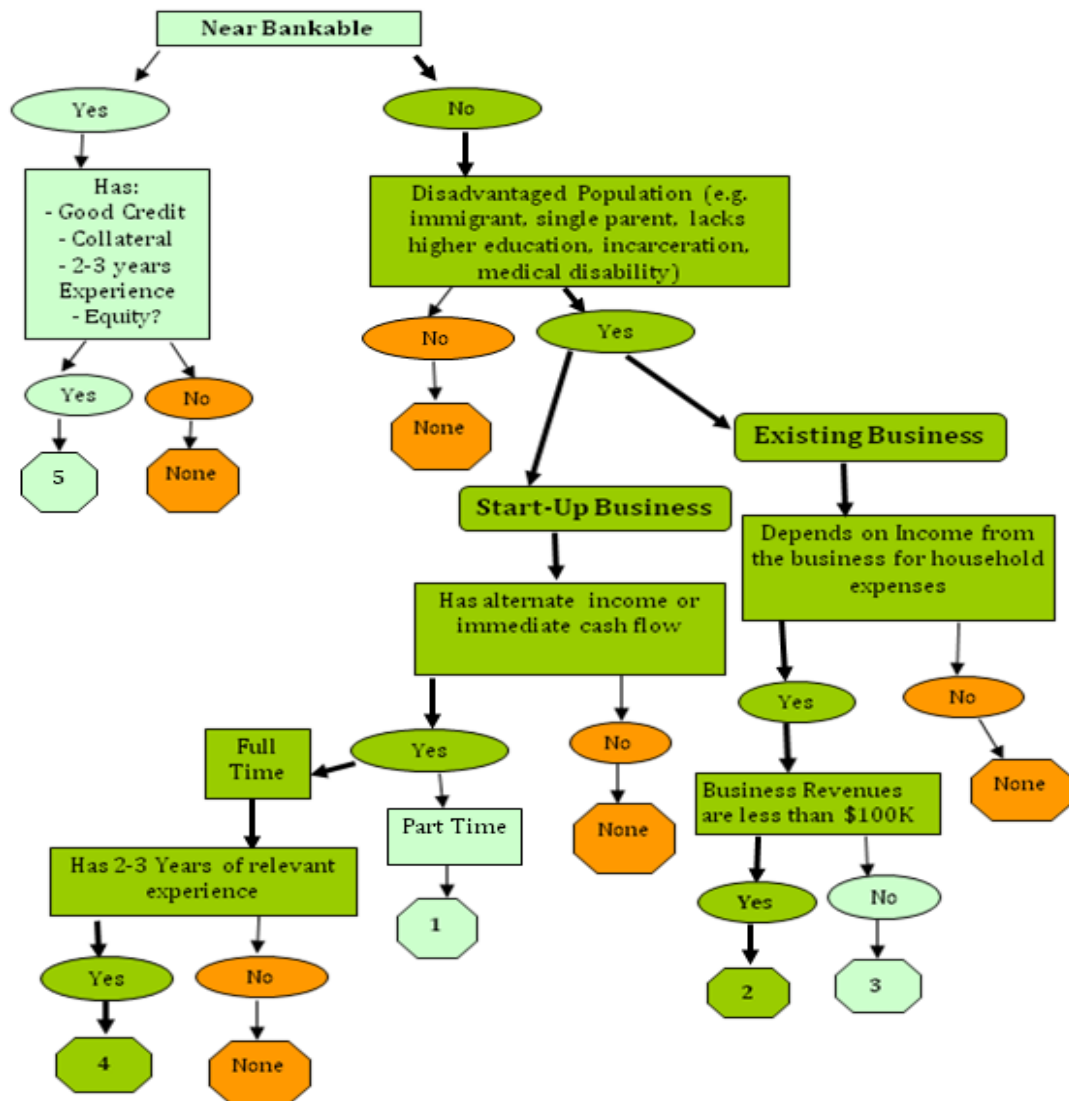 Near Bankable
Yes
No
Has:
- Good Credit
- Collateral
- 2-3 years
Experience
- Equity?
Disadvantaged Population (e.g.
immigrant, single parent, lacks
higher education, incarceration,
medical disability)
No
Yes
Yes
No
None
5
None
Existing Business
Start-Up Business
Depends on Income from
the business for household
expenses
Has alternate income or
immediate cash flow
Yes
No
Full
Time
Yes
No
None
Business Revenues
are less than $100K
Part Time
None
Has 2-3 Years of relevant
experience
Yes
No
1
Yes
No
2
3
4
None